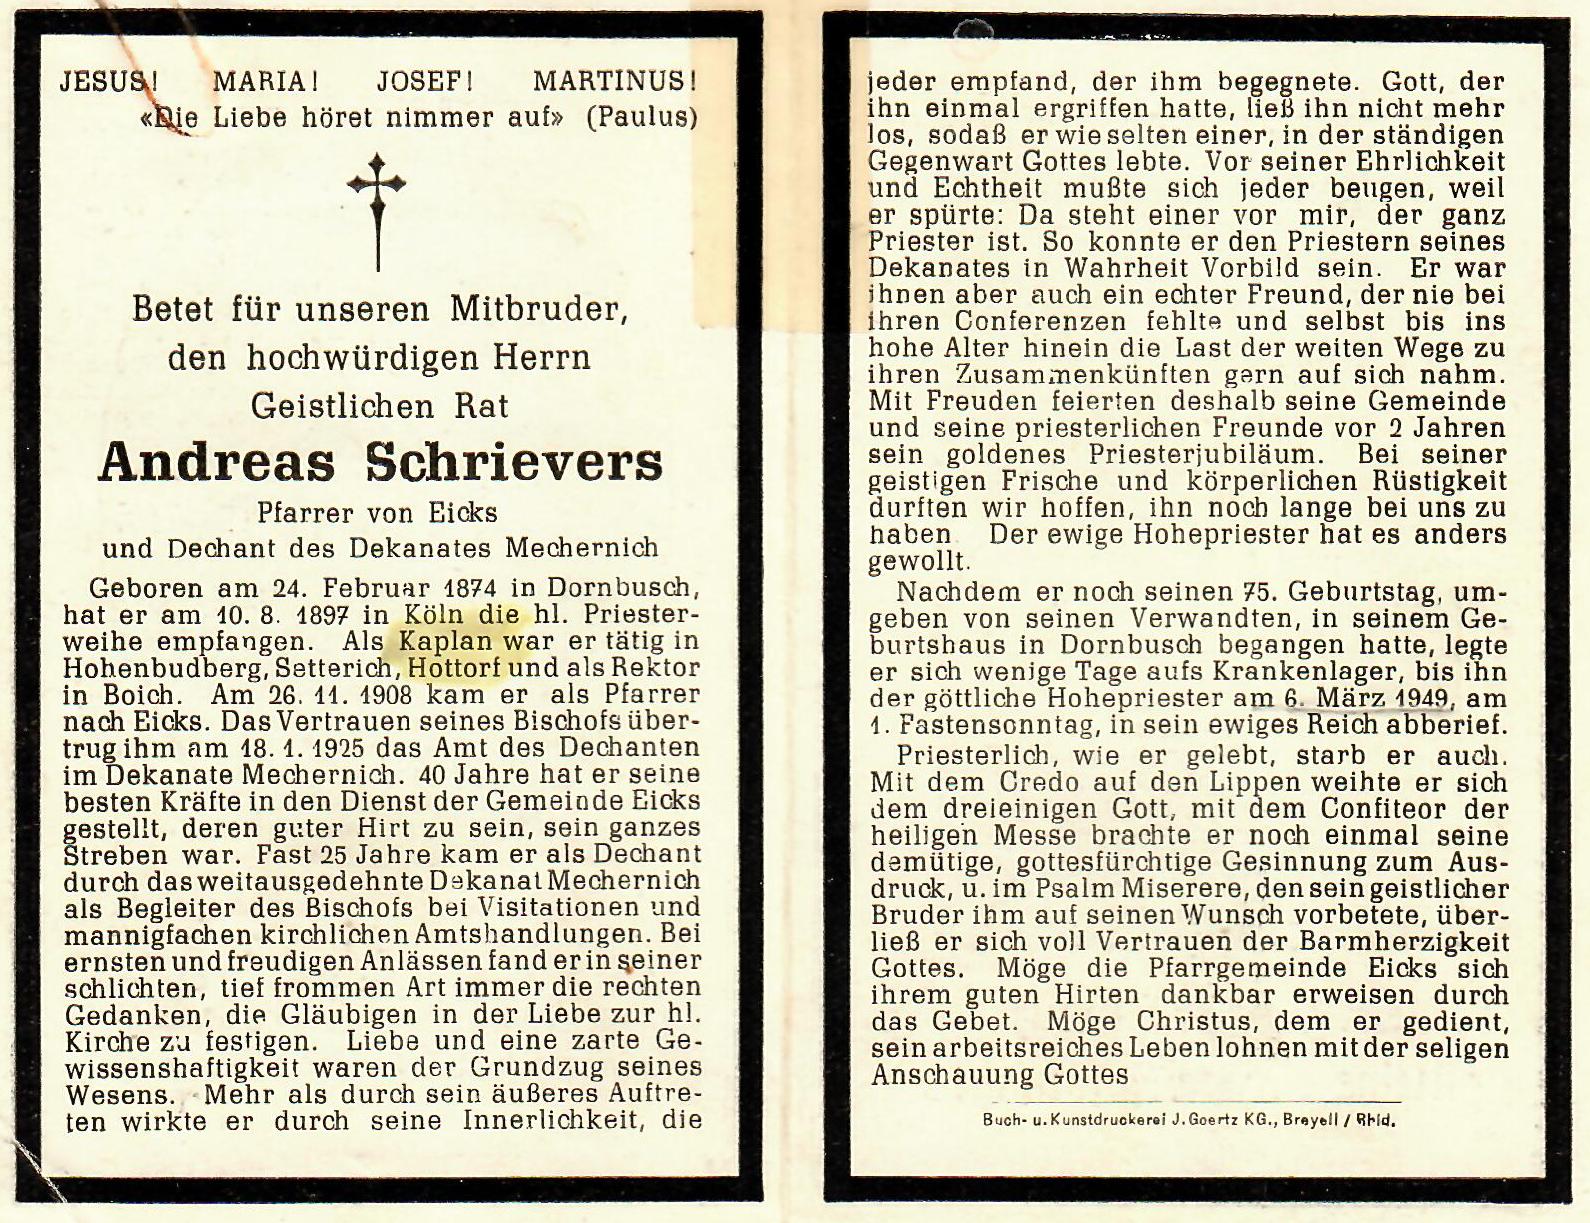 JESUS! MARIA! JOSEF! MARTINUS!
«Die Liebe höret nimmer auf» (Paulus)
Betet für unseren Mitbruder,
den hochwürdigen Herrn
Geistlichen Rat
Andreas Schrievers
Pfarrer von Eicks
und Dechant des Dekanates Mechernich
Geboren am 24. Februar 1874 in Dornbusch,
hat er am 10. 8. 1897 in Köln die hl. Priester-
weihe empfangen. Als Kaplan war er tätig in
Hohenbudberg, Setterich, Hottorf und als Rektor
in Boich. Am 26. 11. 1908 kam er als Pfarrer
nach Eicks. Das Vertrauen seines Bischofs über-
trug ihm am 18. 1. 1925 das Amt des Dechanten
im Dekanate Mechernich. 40 Jahre hat er seine
besten Kräfte in den Dienst der Gemeinde Eicks
gestellt, deren guter Hirt zu sein, sein ganzes
Streben war. Fast 25 Jahre kam er als Dechant
durch das weitausgedehnte Dekanat Mechernich
als Begleiter des Bischofs bei Visitationen und
mannigfachen kirchlichen Amtshandlungen. Bei
ernsten und freudigen Anlässen fand er in seiner
schlichten, tief frommen Art immer die rechten
Gedanken, die Gläubigen in der Liebe zur hl.
Kirche zu festigen. Liebe und eine zarte Ge-
wissenshaftigkeit waren der Grundzug seines
Wesens. Mehr als durch sein äußeres Auftre-
ten wirkte er durch seine Innerlichkeit, die
jeder empfand, der ihm begegnete. Gott, der
ihn einmal ergriffen hatte, ließ ihn nicht mehr
los, sodaß er wie selten einer, in der ständigen
Gegenwart Gottes lebte. Vor seiner Ehrlichkeit
und Echtheit mußte sich jeder beugen, weil
er spürte: Da steht einer vor mir, der ganz
Priester ist. So konnte er den Priestern seines
Dekanates in Wahrheit Vorbild sein. Er war
ihnen aber auch ein echter Freund, der nie bei
ihren Conferenzen fehlte und selbst bis ins
hohe Alter hinein die Last der weiten Wege zu
ihren Zusammenkünften gern auf sich nahm.
Mit Freuden feierten deshalb seine Gemeinde
und seine priesterlichen Freunde vor 2 Jahren
sein goldenes Priesterjubiläum. Bei seiner
geistigen Frische und körperlichen Rüstigkeit
durften wir hoffen, ihn noch lange bei uns zu
haben Der ewige Hohepriester hat es anders
gewollt.
Nachdem er noch seinen 75. Geburtstag, um-
geben von seinen Verwandten, in seinem Ge-
burtshaus in Dornbusch begangen hatte, legte
er sich wenige Tage aufs Krankenlager, bis ihn
der göttliche Hohepriester am 6. März 1949, am
1. Fastensonntag, in sein ewiges Reich abberief.
Priesterlich, wie er gelebt, starb er auch.
Mit dem Credo auf den Lippen weihte er sich
dem dreieinigen Gott, mit dem Confiteor der
heiligen Messe brachte er noch einmal seine
demütige, gottesfürchtige Gesinnung zum Aus-
druck, u. im Psalm Miserere, den sein geistlicher
Bruder ihm auf seinen Wunsch vorbetete, über-
ließ er sich voll Vertrauen der Barmherzigkeit
Gottes. Möge die Pfarrgemeinde Eicks sich
ihrem guten Hirten dankbar erweisen durch
das Gebet. Möge Christus, dem er gedient,
sein arbeitsreiches Leben lohnen mit der seligen
Anschauung Gottes
Buch- u. Kunstdruckerei J. Goertz KG., Breyell / Rhld.